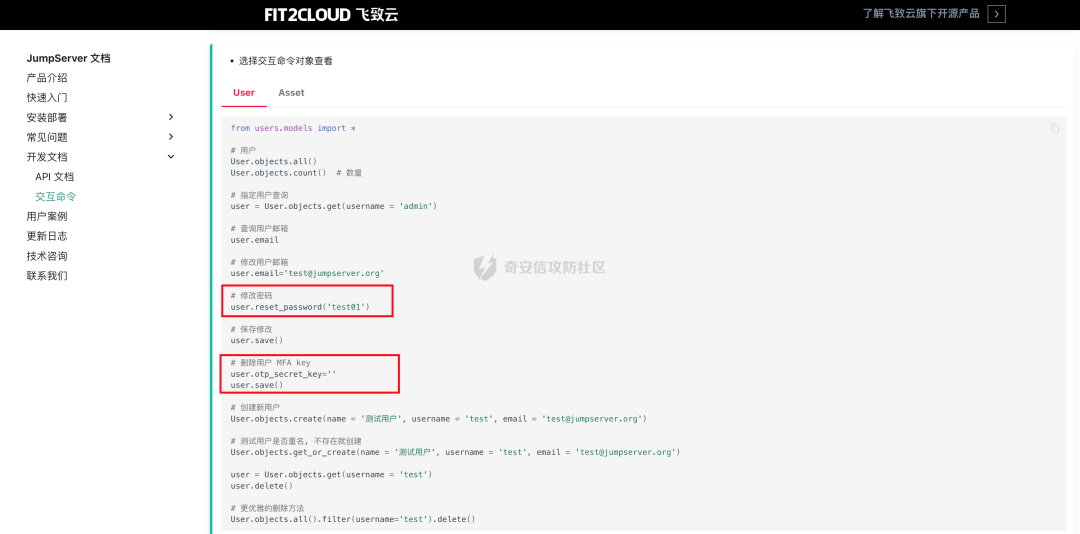 FIT2CLOUD 飞致云
了解飞致云旗下开源产品
JumpServer 文档
产品介绍
快速入门
安装部署
常见问题
开发文档
API 文档
交互命令
用户案例
更新日志
技术咨询
联系我们
• 选择交互命令对象查看
User Asset
from users.models import *
# 用户
User.objects.all()
User.objects.count()  # 数量
# 指定用户查询
user = User.objects.get(username = 'admin')
# 查询用户邮箱
user.email
# 修改用户邮箱
user.email='test@jumpserver.org'
# 修改密码
user.reset_password('test01')
# 保存修改
user.save()
# 删除用户 MFA key
user.otp_secret_key=''
user.save()
# 创建新用户
User.objects.create(name = '测试用户', username = 'test', email = 'test@jumpserver.org')
# 测试用户是否重名, 不存在就创建
User.objects.get_or_create(name = '测试用户', username = 'test', email = 'test@jumpserver.org')
user = User.objects.get(username = 'test')
user.delete()
# 更优雅的删除方法
User.objects.all().filter(username='test').delete()
奇安信攻防社区